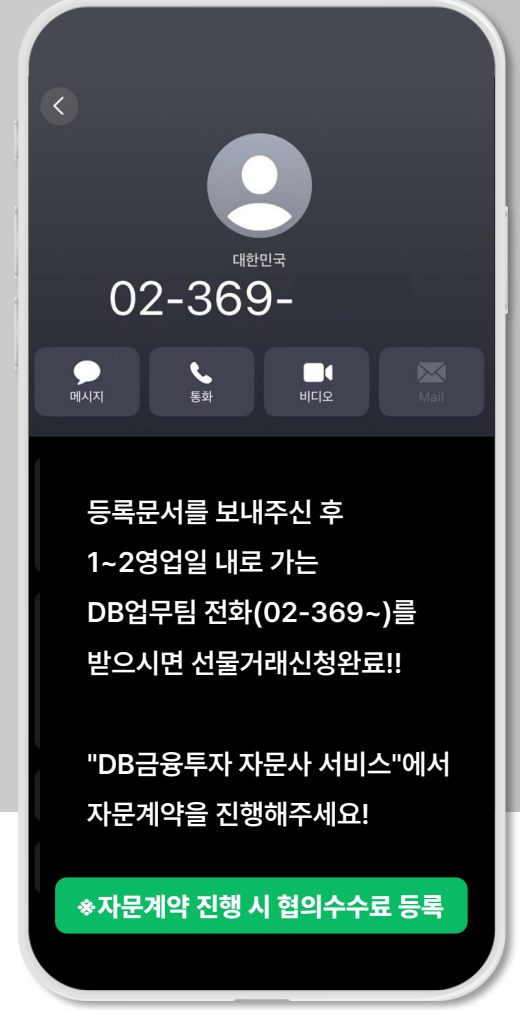 대한민국
02-369-
메시지
통화
비디오
Mail
등록문서를 보내주신 후
1~2영업일 내로 가는
DB업무팀 전화(02-369~)를
받으시면 선물거래신청완료!!
"DB금융투자 자문사 서비스"에서
자문계약을 진행해주세요!
※자문계약 진행 시 협의수수료 등록